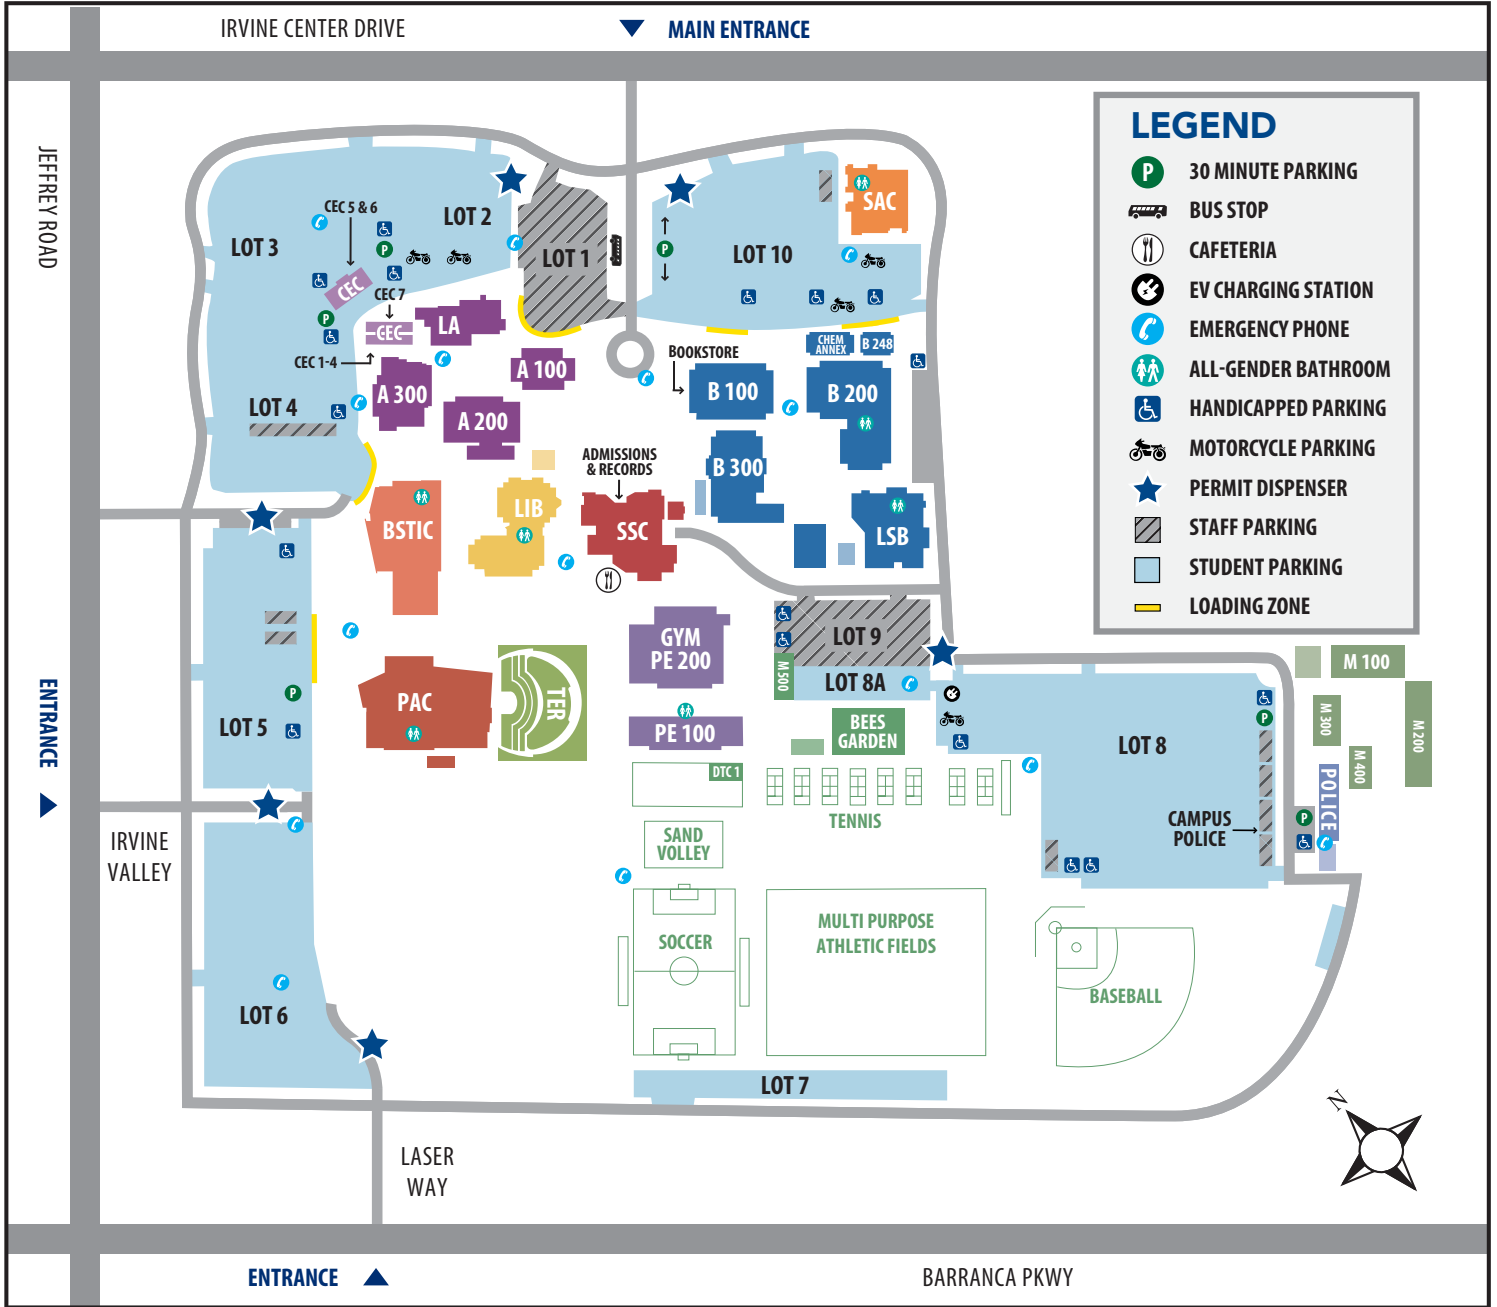 IRVINE CENTER DRIVE
MAIN ENTRANCE
JEFFREY ROAD
LEGEND
P
30 MINUTE PARKING
BUS STOP
CAFETERIA
EV CHARGING STATION
EMERGENCY PHONE
ALL-GENDER BATHROOM
HANDICAPPED PARKING
MOTORCYCLE PARKING
PERMIT DISPENSER
STAFF PARKING
STUDENT PARKING
LOADING ZONE
CEC 5 & 6
LOT 2
LOT 3
P
CEC
CEC 7
P
LA
CEC
CEC 1-4
LOT 1
P
LOT 10
SAC
A 100
A 300
A 200
LOT 4
BOOKSTORE
B 100
CHEM
ANNEX
B 248
B 200
B 300
ADMISSIONS
& RECORDS
BSTIC
LIB
SSC
LSB
LOT 9
GYM
PE 200
M 500
LOT 8A
PAC
TER
P
LOT 5
PE 100
BEES
GARDEN
DTC 1
TENNIS
SAND
VOLLEY
LOT 8
P
CAMPUS
POLICE
P
POLICE
M 100
M 300
M 200
M 400
ENTRANCE
IRVINE
VALLEY
SOCCER
MULTI PURPOSE
ATHLETIC FIELDS
BASEBALL
LOT 6
LOT 7
N
LASER
WAY
ENTRANCE
BARRANCA PKWY